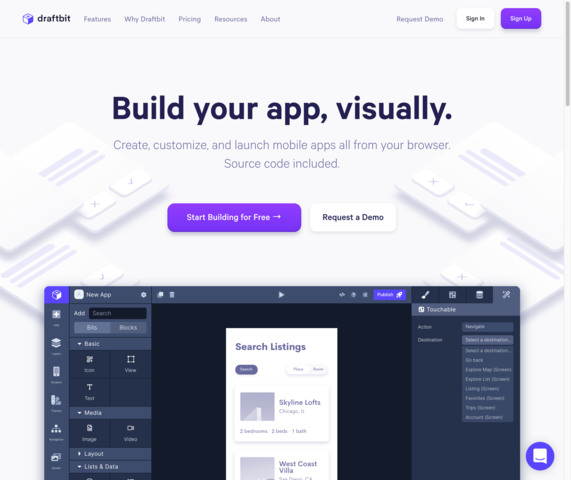 draftbit
Features
Why Draftbit
Pricing
Resources
About
Request Demo
Sign In
Sign Up
Build your app, visually.
Create, customize, and launch mobile apps all from your browser.
Source code included.
Start Building for Free →
Request a Demo
New App
Publish
Add
Search
Bits
Blocks
Basic
Icon
View
Text
Media
Image
Video
Layout
Lists & Data
Search Listings
Search
Place
Room
Skyline Lofts
Chicago, IL
2 bedrooms
2 beds
1 bath
West Coast
Villa
San Diego, CA
Touchable
Action
Navigate
Destination
Select a destination...
Select a destination...
Go back
Explore Map (Screen)
Explore List (Screen)
Listing (Screen)
Favorites (Screen)
Trips (Screen)
Account (Screen)